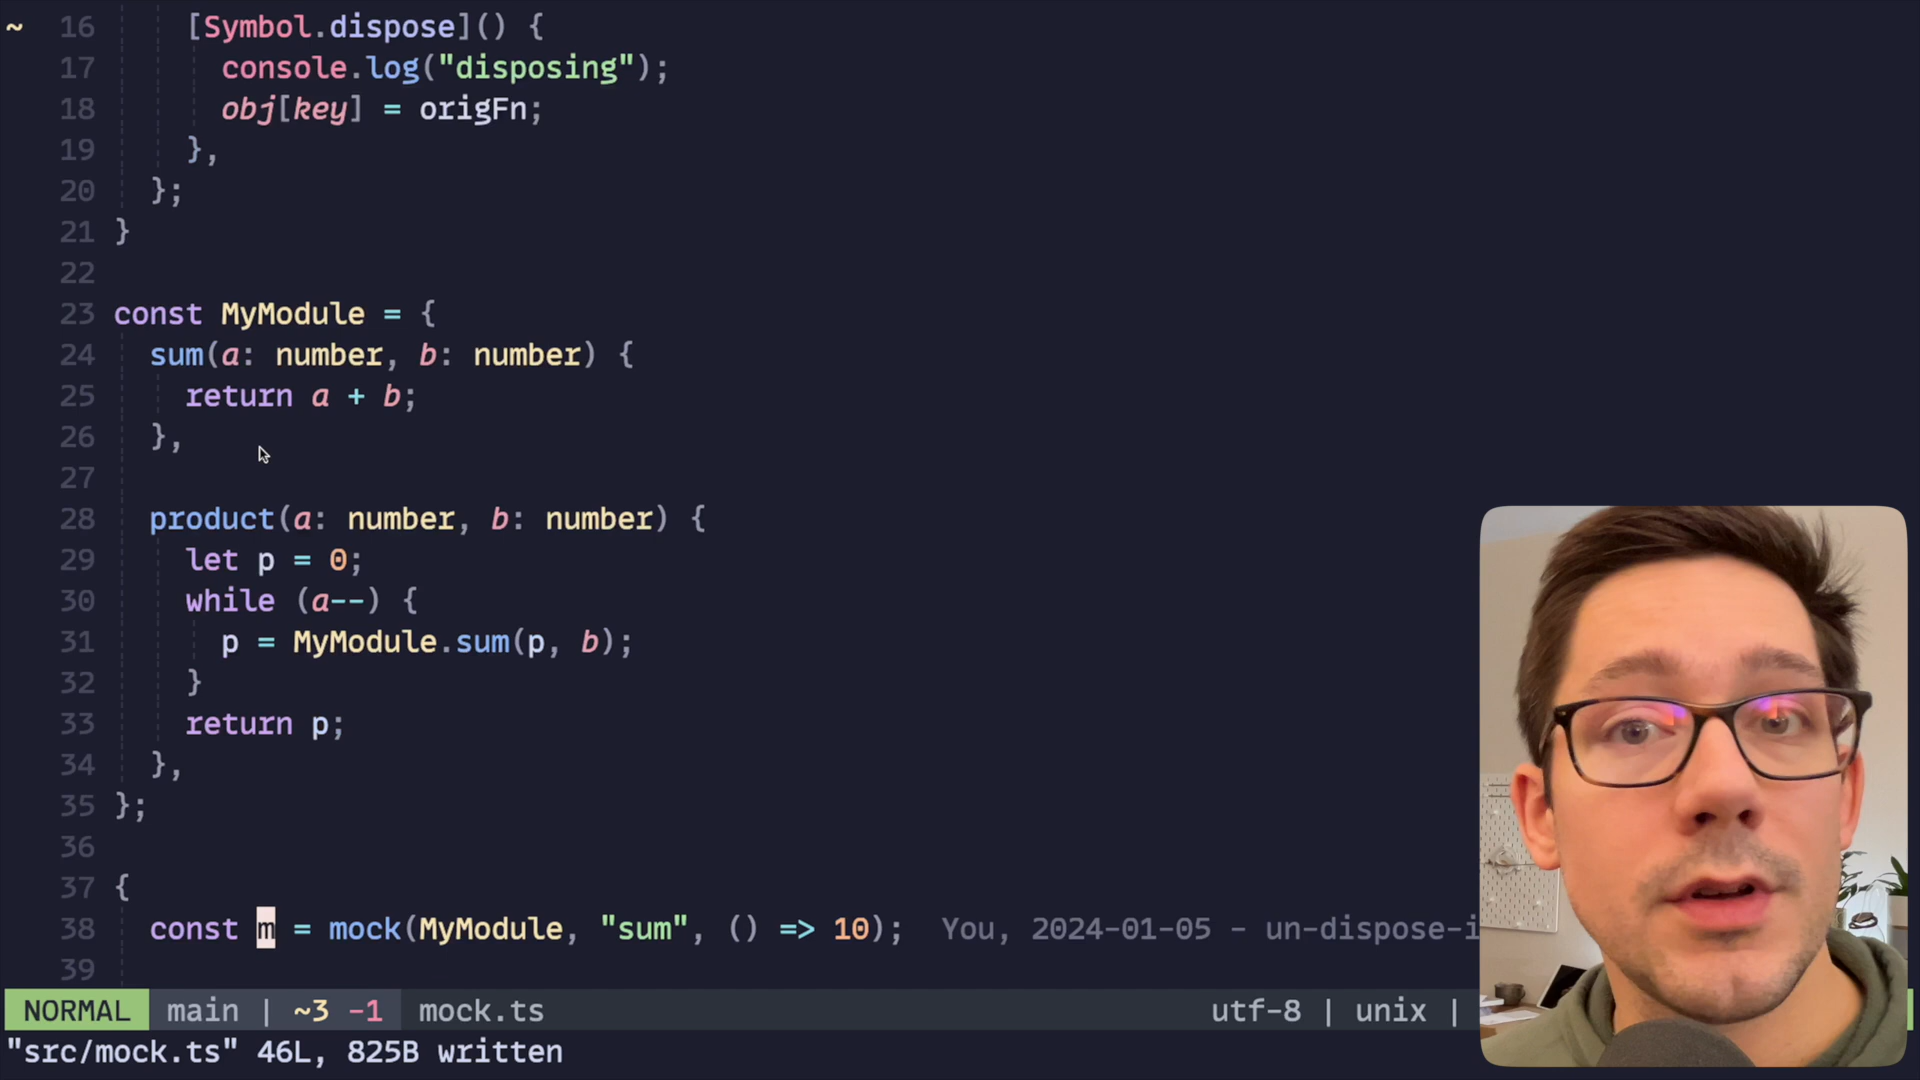 ~ 16 [Symbol.dispose]() {
17 console.log("disposing");
18 obj[key] = origFn;
19 },
20 };
21 }
22
23 const MyModule = {
24 sum(a: number, b: number) {
25 return a + b;
26 },
27
28 product(a: number, b: number) {
29 let p = 0;
30 while (a--) {
31 p = MyModule.sum(p, b);
32 }
33 return p;
34 },
35 };
36
37 {
38 const m = mock(MyModule, "sum", () => 10); You, 2024-01-05 - un-dispose-i
39
NORMAL main | ~3 -1 mock.ts utf-8 | unix |
"src/mock.ts" 46L, 825B written